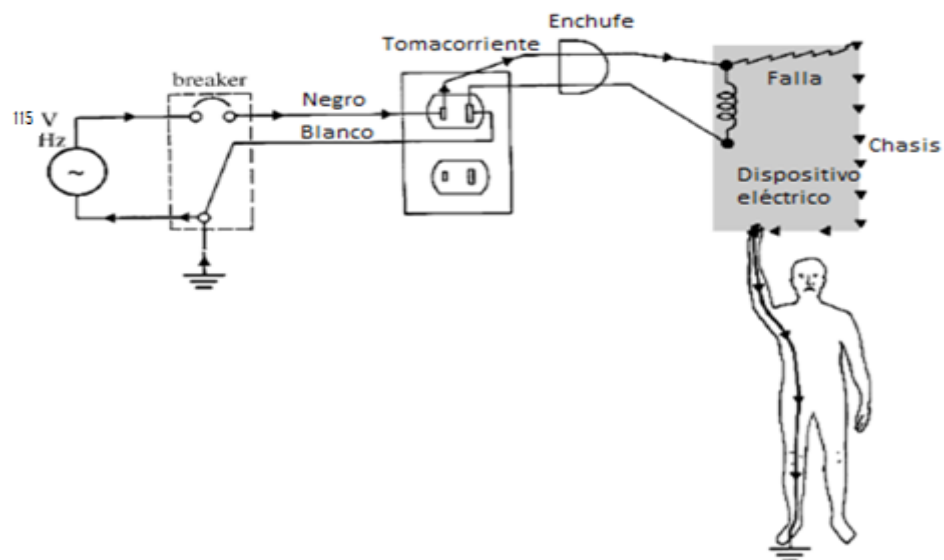 Enchufe
Tomacorriente
breaker
Negro
115 V
Hz
Blanco
Falla
Chasis
Dispositivo
eléctrico